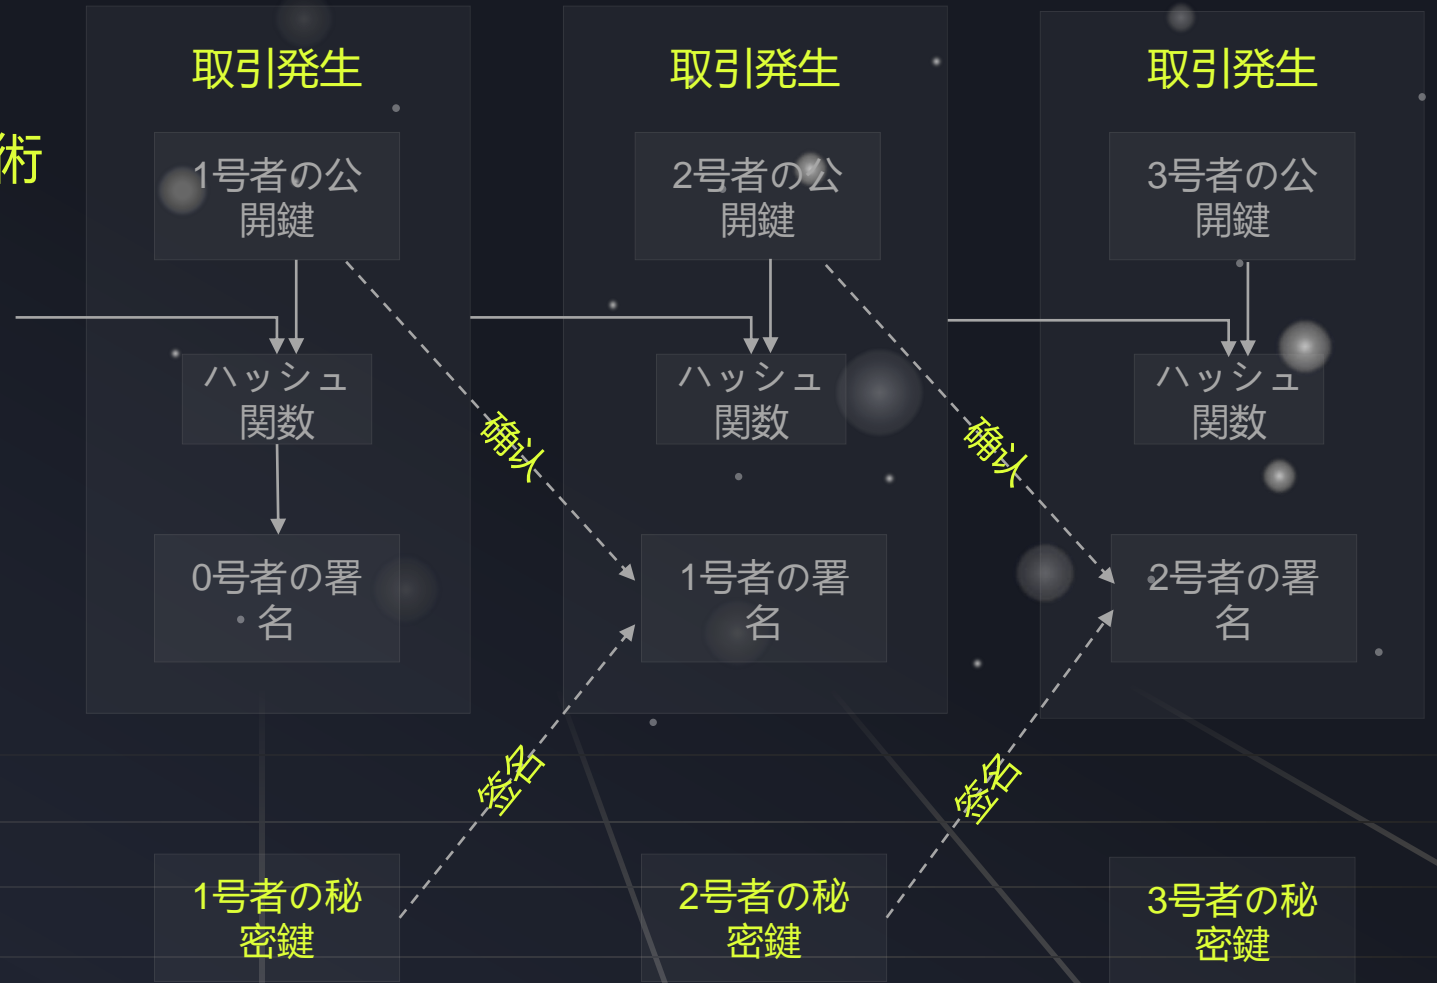 術
取引発生
1号者の公
開鍵
ハッシュ
関数
0号者の署
名
取引発生
2号者の公
開鍵
ハッシュ
関数
1号者の署
名
取引発生
3号者の公
開鍵
ハッシュ
関数
2号者の署
名
确认
确认
签名
签名
1号者の秘
密鍵
2号者の秘
密鍵
3号者の秘
密鍵